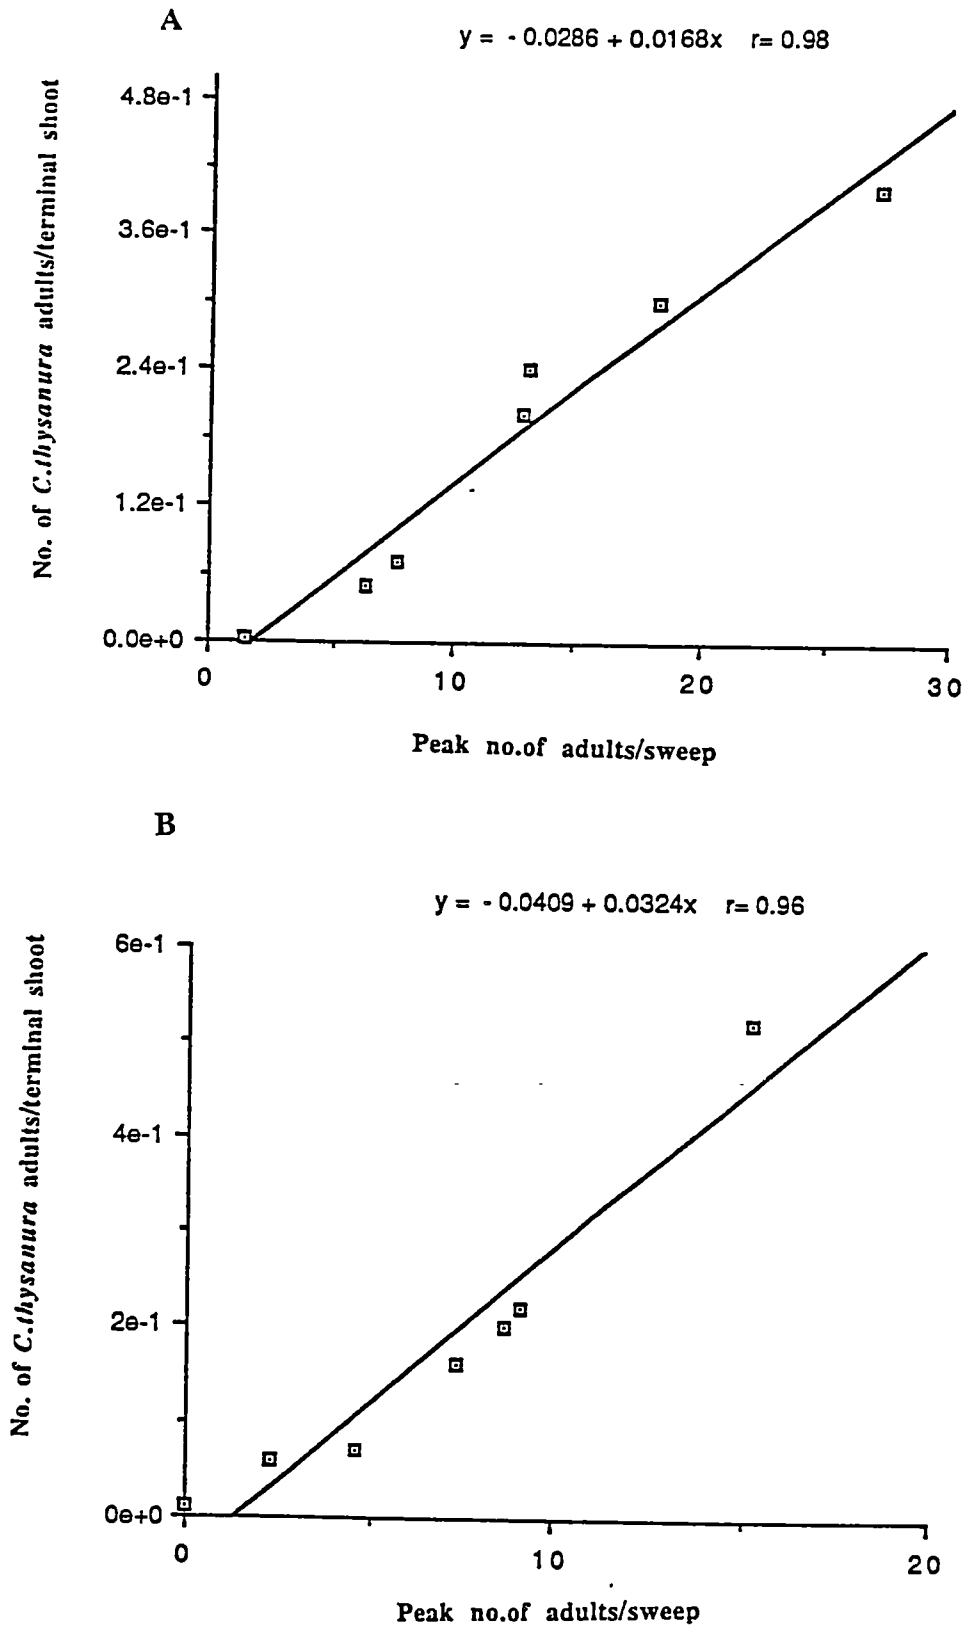 A
y = - 0.0286 + 0.0168x r= 0.98
4.8e-1
3.6e-1
2.4e-1
1.2e-1
0.0e+0
0
10
20
30
No. of C.thysanura adults/terminal shoot
Peak no.of adults/sweep
B
y = - 0.0409 + 0.0324x r= 0.96
6e-1
4e-1
2e-1
0e+0
0
10
20
No. of C.thysanura adults/terminal shoot
Peak no.of adults/sweep